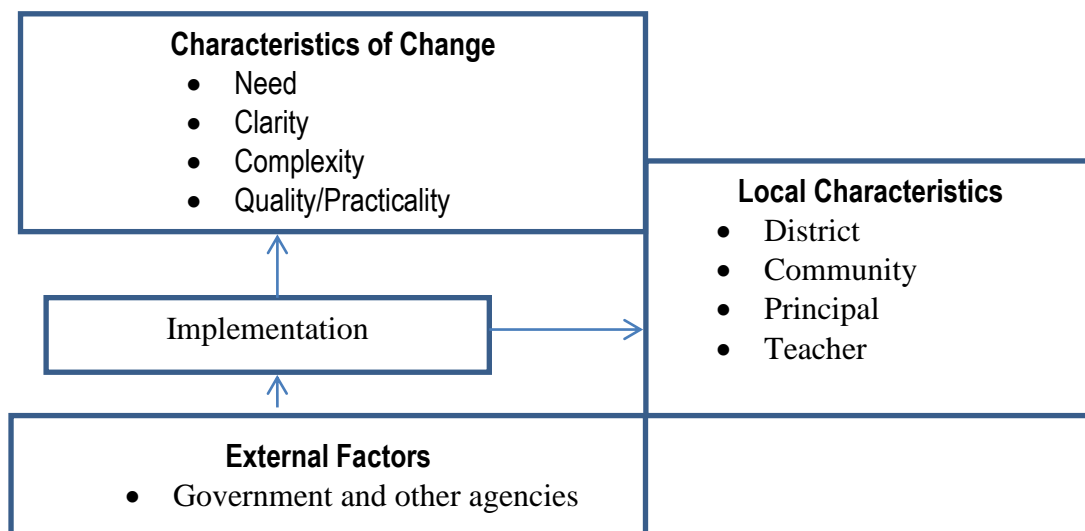 Characteristics of Change
• Need
• Clarity
• Complexity
• Quality/Practicality
Local Characteristics
• District
• Community
• Principal
• Teacher
Implementation
External Factors
• Government and other agencies